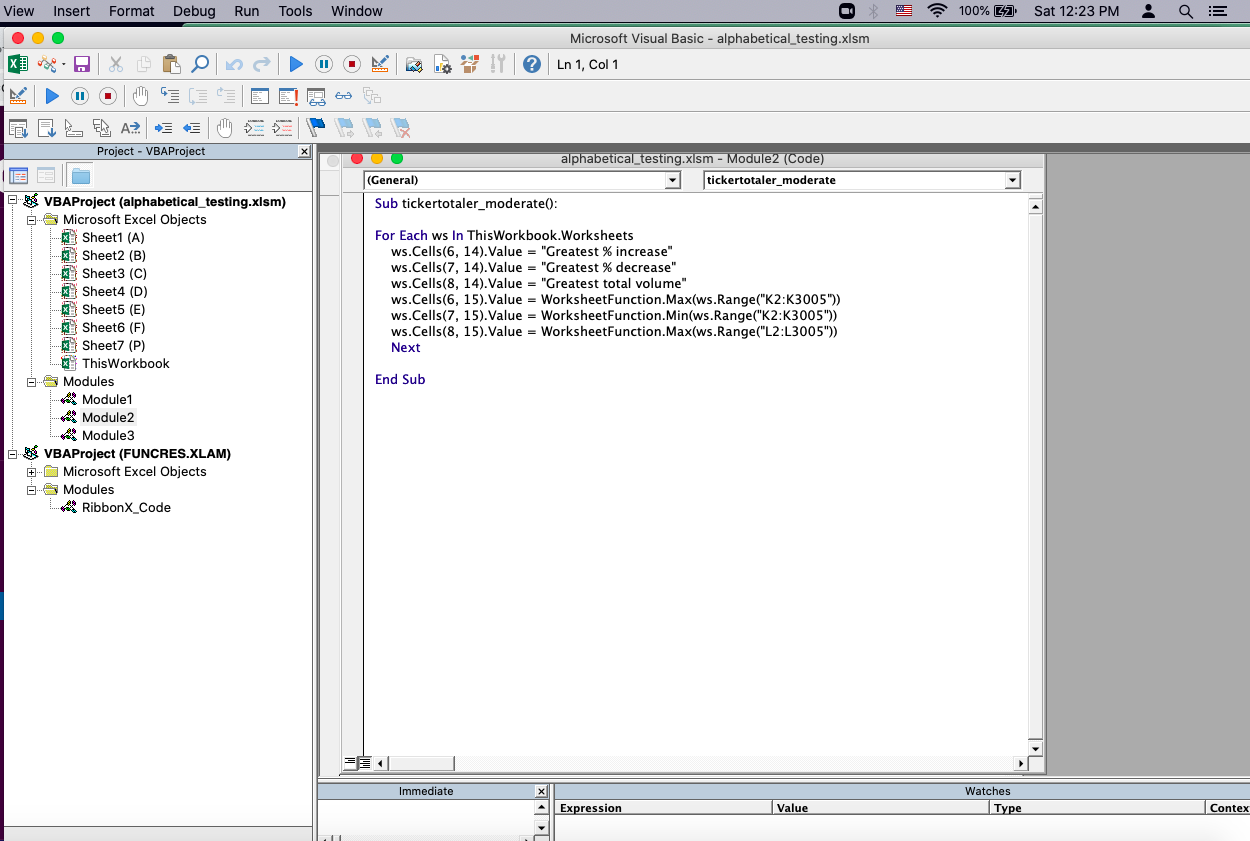 View Insert Format Debug Run Tools Window 100% Sat 12:23 PM
Microsoft Visual Basic - alphabetical_testing.xlsm
Ln 1, Col 1
Project - VBAProject
VBAProject (alphabetical_testing.xlsm)
Microsoft Excel Objects
Sheet1 (A)
Sheet2 (B)
Sheet3 (C)
Sheet4 (D)
Sheet5 (E)
Sheet6 (F)
Sheet7 (P)
ThisWorkbook
Modules
Module1
Module2
Module3
VBAProject (FUNCRES.XLAM)
Microsoft Excel Objects
Modules
RibbonX_Code
alphabetical_testing.xlsm - Module2 (Code)
(General) tickertotaler_moderate
Sub tickertotaler_moderate():
For Each ws In ThisWorkbook.Worksheets
ws.Cells(6, 14).Value = "Greatest % increase"
ws.Cells(7, 14).Value = "Greatest % decrease"
ws.Cells(8, 14).Value = "Greatest total volume"
ws.Cells(6, 15).Value = WorksheetFunction.Max(ws.Range("K2:K3005"))
ws.Cells(7, 15).Value = WorksheetFunction.Min(ws.Range("K2:K3005"))
ws.Cells(8, 15).Value = WorksheetFunction.Max(ws.Range("L2:L3005"))
Next
End Sub
Immediate
Watches
Expression Value Type Contex